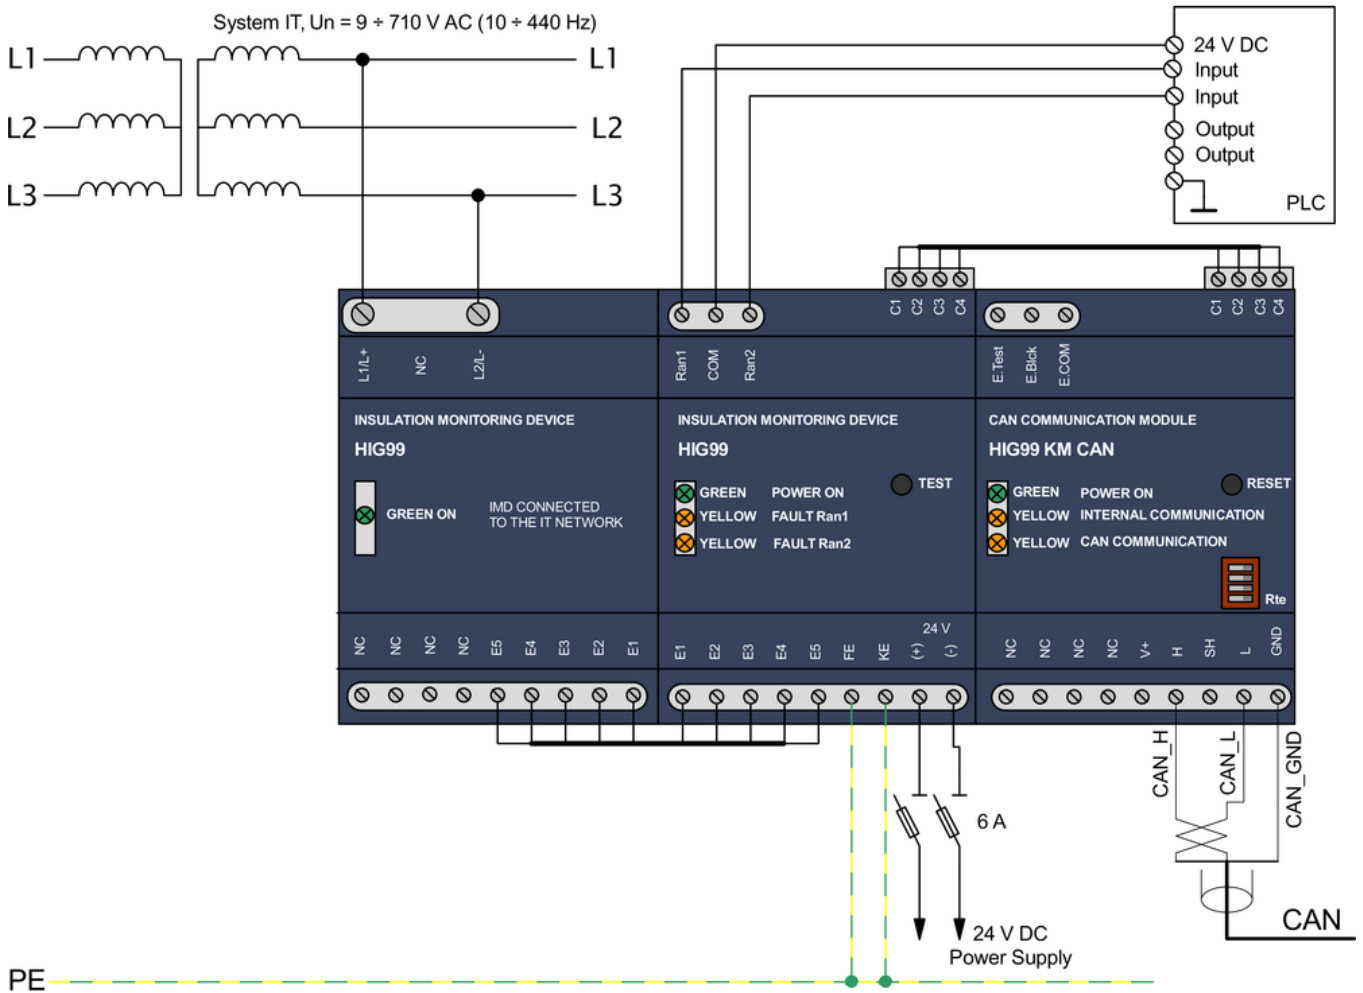 System IT, Un = 9 ÷ 710 V AC (10 ÷ 440 Hz)
L1
L1
L2
L2
L3
L3
24 V DC
Input
Input
Output
Output
PLC
L1/L+
NC
L2/L-
Ran1
COM
Ran2
C1
C2
C3
C4
E.Test
E.Blck
E.COM
C1
C2
C3
C4
INSULATION MONITORING DEVICE
HIG99
GREEN ON
IMD CONNECTED
TO THE IT NETWORK
INSULATION MONITORING DEVICE
HIG99
TEST
GREEN POWER ON
YELLOW FAULT Ran1
YELLOW FAULT Ran2
CAN COMMUNICATION MODULE
HIG99 KM CAN
RESET
GREEN POWER ON
YELLOW INTERNAL COMMUNICATION
YELLOW CAN COMMUNICATION
Rte
NC
NC
NC
NC
E5
E4
E3
E2
E1
E1
E2
E3
E4
E5
FE
KE
24 V
(+)
(-)
NC
NC
NC
NC
V+
H
SH
L
GND
CAN_H
CAN_L
CAN_GND
6 A
24 V DC
Power Supply
CAN
PE